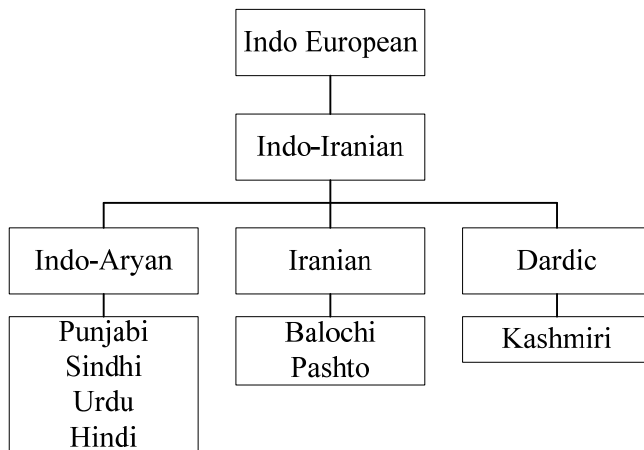 Indo European
Indo-Iranian
Indo-Aryan
Iranian
Dardic
Punjabi
Sindhi
Urdu
Hindi
Balochi
Pashto
Kashmiri